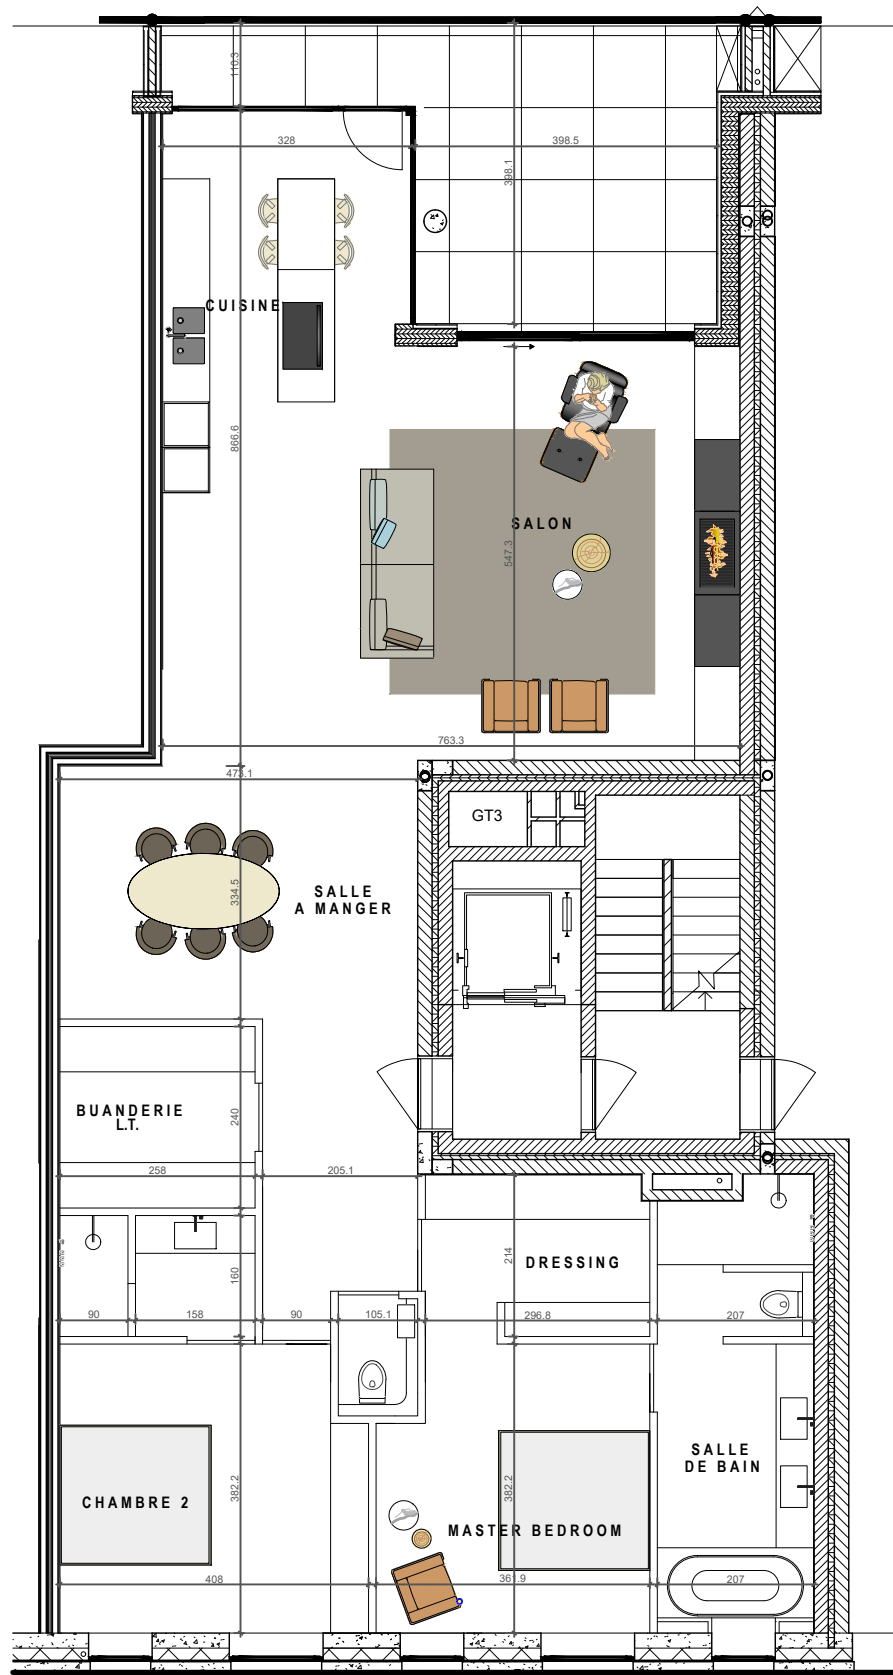 110.3
328
398.5
398.1
CUISINE
866.6
SALON
547.3
763.3
473.1
GT3
334.5
SALLE
A MANGER
BUANDERIE
L.T.
240
258
205.1
DRESSING
214
160
90
158
90
105.1
296.8
207
SALLE
DE BAIN
CHAMBRE 2
382.2
382.2
MASTER BEDROOM
408
361.9
207